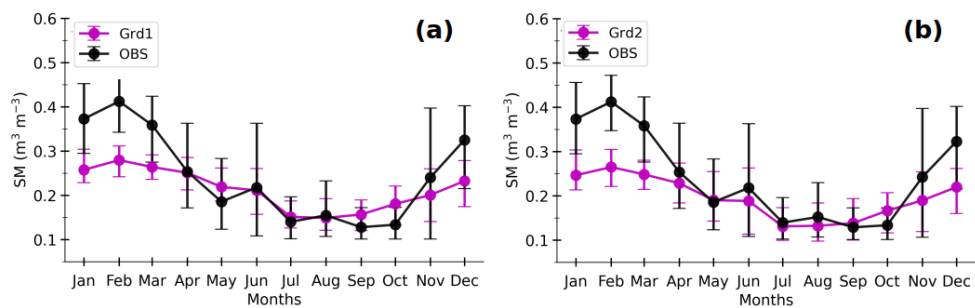 (a)
Grd1
OBS
0.6
0.5
0.4
0.3
0.2
0.1
SM (m³ m⁻³)
Jan Feb Mar Apr May Jun Jul Aug Sep Oct Nov Dec
Months
(b)
Grd2
OBS
0.6
0.5
0.4
0.3
0.2
0.1
SM (m³ m⁻³)
Jan Feb Mar Apr May Jun Jul Aug Sep Oct Nov Dec
Months